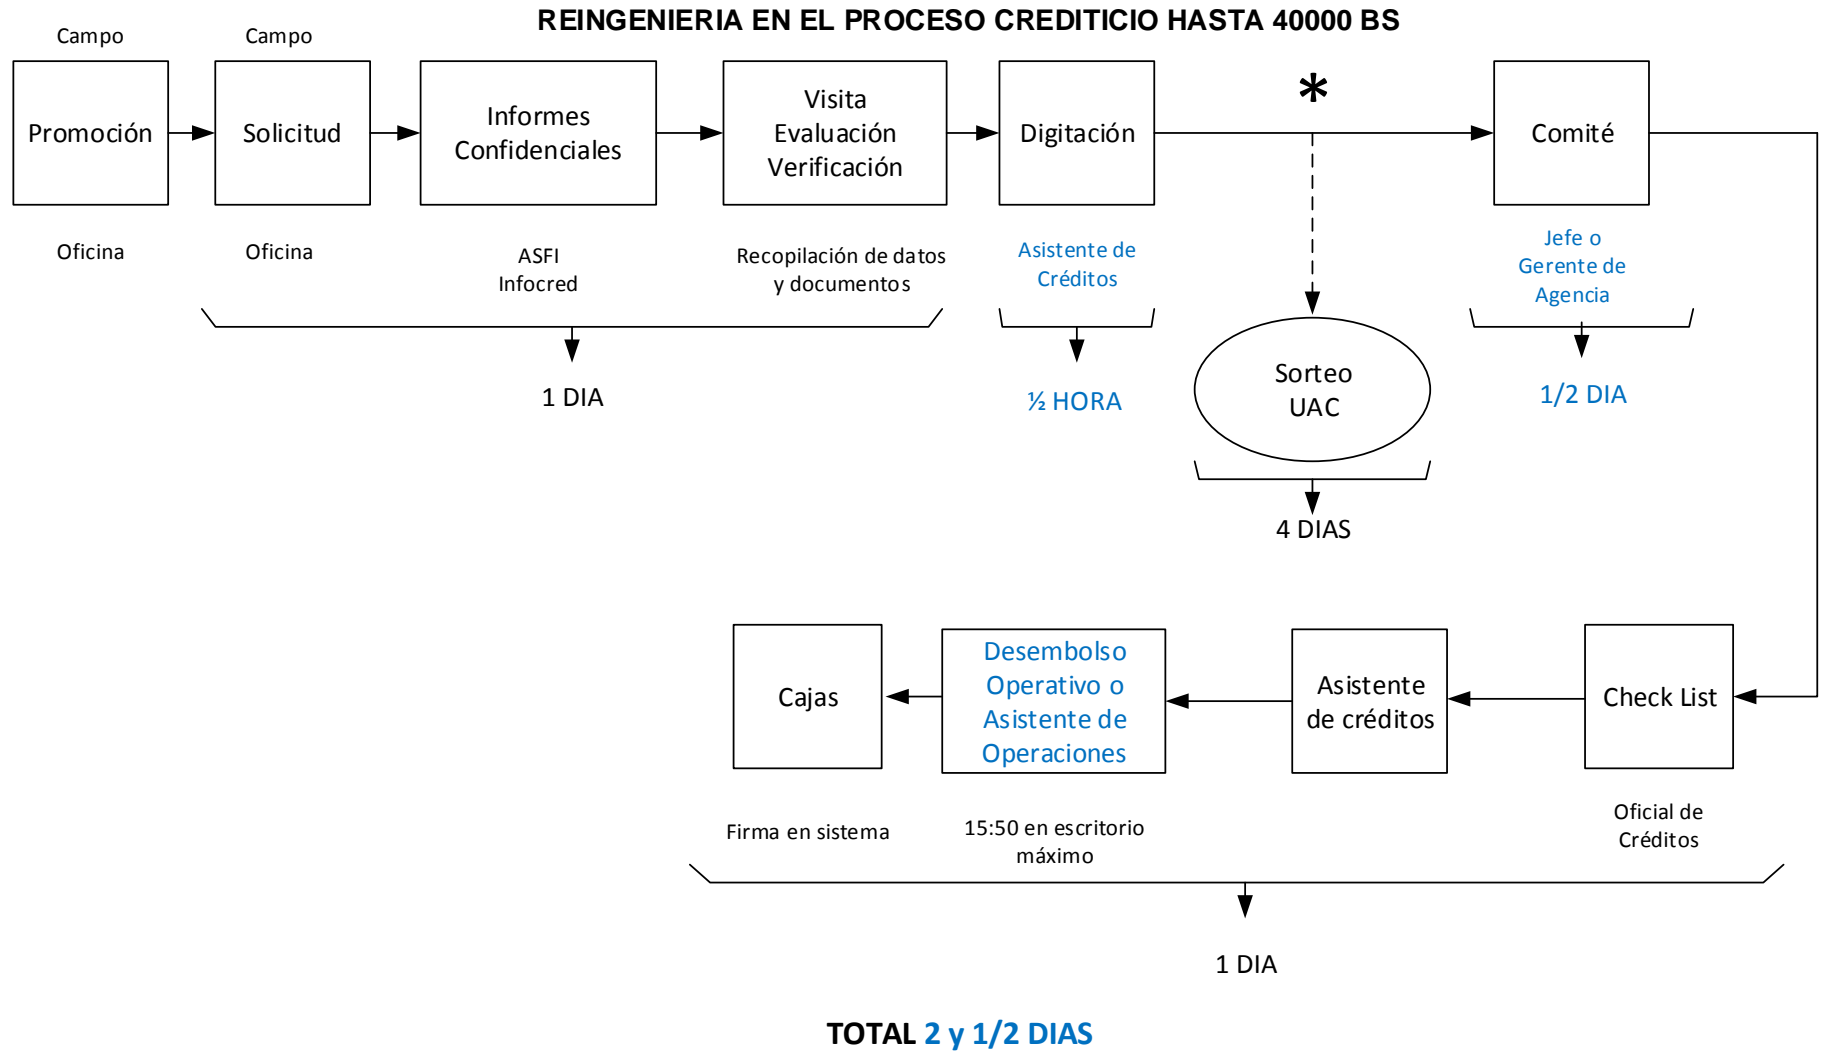 REINGENIERIA EN EL PROCESO CREDITICIO HASTA 40000 BS
Campo
Campo
Promoción
Solicitud
Informes
Confidenciales
Visita
Evaluación
Verificación
Digitación
*
Comité
Oficina
Oficina
ASFI
Infocred
Recopilación de datos
y documentos
Asistente de
Créditos
Jefe o
Gerente de
Agencia
1 DIA
½ HORA
Sorteo
UAC
1/2 DIA
4 DIAS
Cajas
Desembolso
Operativo o
Asistente de
Operaciones
Asistente
de créditos
Check List
Firma en sistema
15:50 en escritorio
máximo
Oficial de
Créditos
1 DIA
TOTAL 2 y 1/2 DIAS